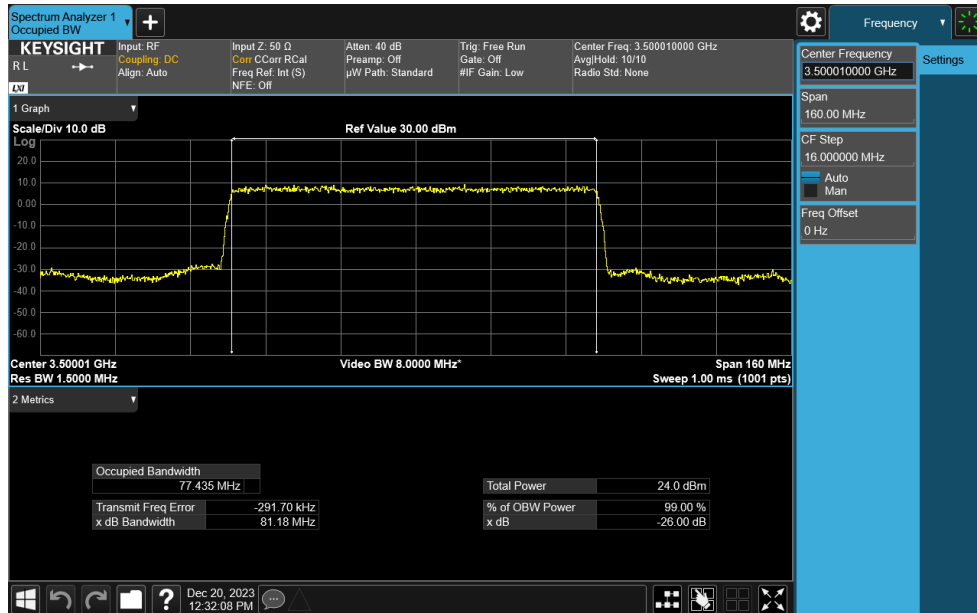 Spectrum Analyzer 1
Occupied BW
Frequency
KEYSIGHT
R L
LXI
Input: RF
Coupling: DC
Align: Auto
Input Z: 50 Ω
Corr CCorr RCal
Freq Ref: Int (S)
NFE: Off
Atten: 40 dB
Preamp: Off
µW Path: Standard
Trig: Free Run
Gate: Off
#IF Gain: Low
Center Freq: 3.500010000 GHz
Avg|Hold: 10/10
Radio Std: None
Center Frequency
3.500010000 GHz
Settings
Span
160.00 MHz
CF Step
16.000000 MHz
Auto
Man
Freq Offset
0 Hz
1 Graph
Scale/Div 10.0 dB
Ref Value 30.00 dBm
Log
20.0
10.0
0.00
-10.0
-20.0
-30.0
-40.0
-50.0
-60.0
Center 3.50001 GHz
Video BW 8.0000 MHz*
Span 160 MHz
Res BW 1.5000 MHz
Sweep 1.00 ms (1001 pts)
2 Metrics
Occupied Bandwidth
77.435 MHz
Total Power 24.0 dBm
Transmit Freq Error -291.70 kHz
% of OBW Power 99.00 %
x dB Bandwidth 81.18 MHz
x dB -26.00 dB
?
Dec 20, 2023
12:32:08 PM